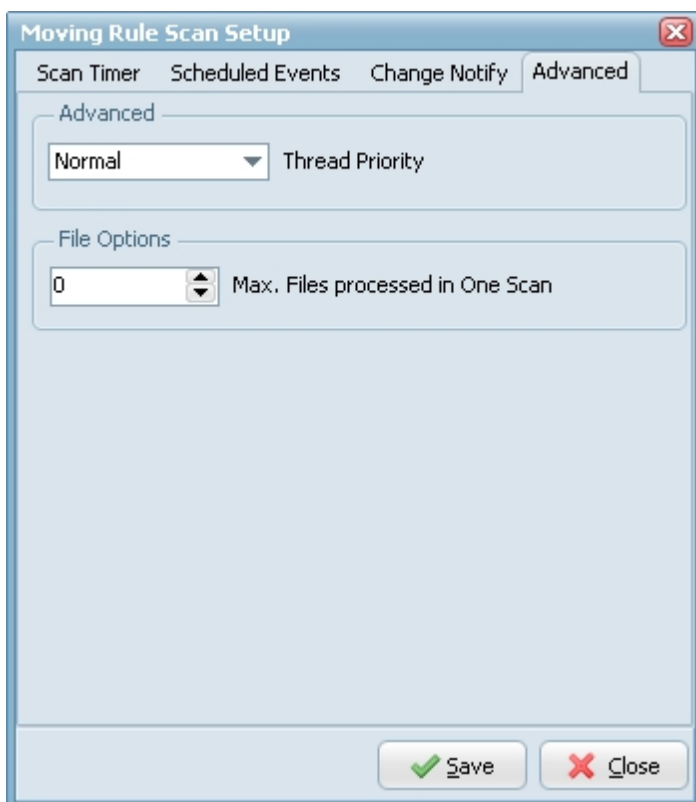 Moving Rule Scan Setup
Scan Timer Scheduled Events Change Notify Advanced
Advanced
Normal Thread Priority
File Options
0 Max. Files processed in One Scan
Save Close